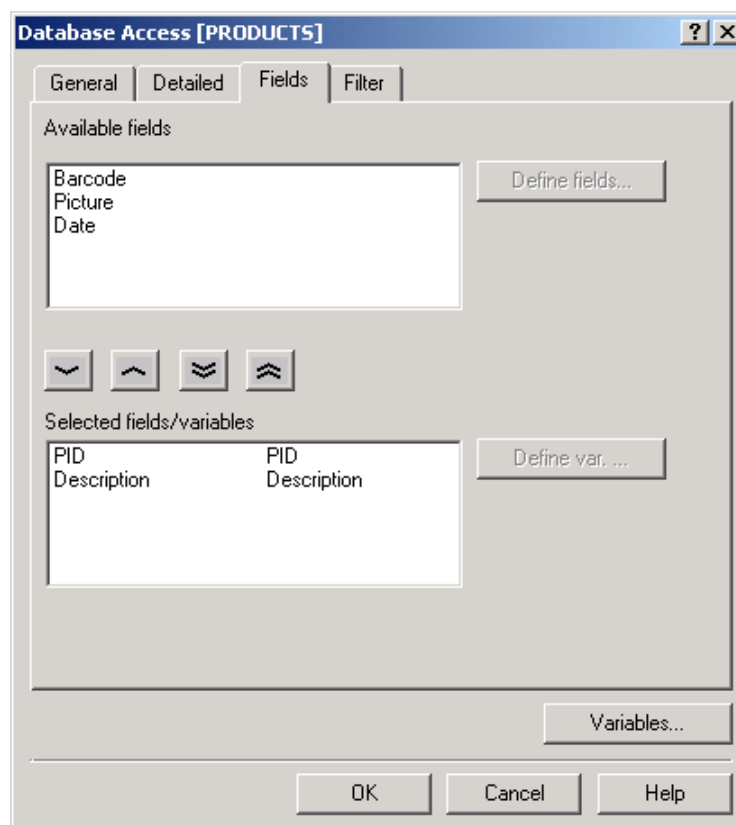 Database Access [PRODUCTS]
General Detailed Fields Filter
Available fields
Barcode
Define fields...
Picture
Date
Selected fields/variables
PID PID
Define var. ...
Description Description
Variables...
OK Cancel Help